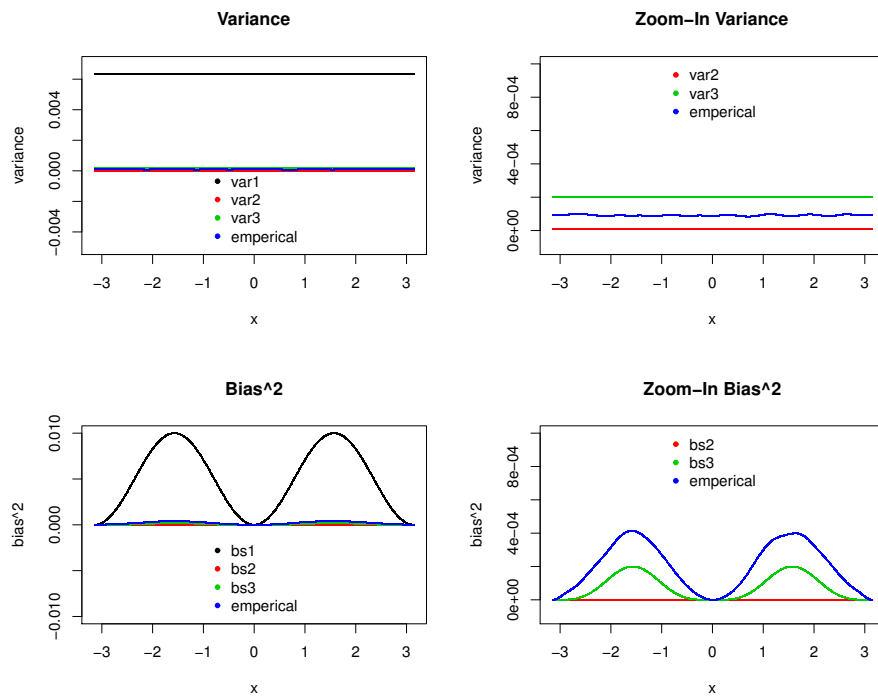 Variance
variance
0.004
0.000
−0.004
var1
var2
var3
emperical
−3 −2 −1 0 1 2 3
x
Zoom−In Variance
variance
8e−04
4e−04
0e+00
var2
var3
emperical
−3 −2 −1 0 1 2 3
x
Bias^2
bias^2
0.010
0.000
−0.010
bs1
bs2
bs3
emperical
−3 −2 −1 0 1 2 3
x
Zoom−In Bias^2
bias^2
8e−04
4e−04
0e+00
bs2
bs3
emperical
−3 −2 −1 0 1 2 3
x